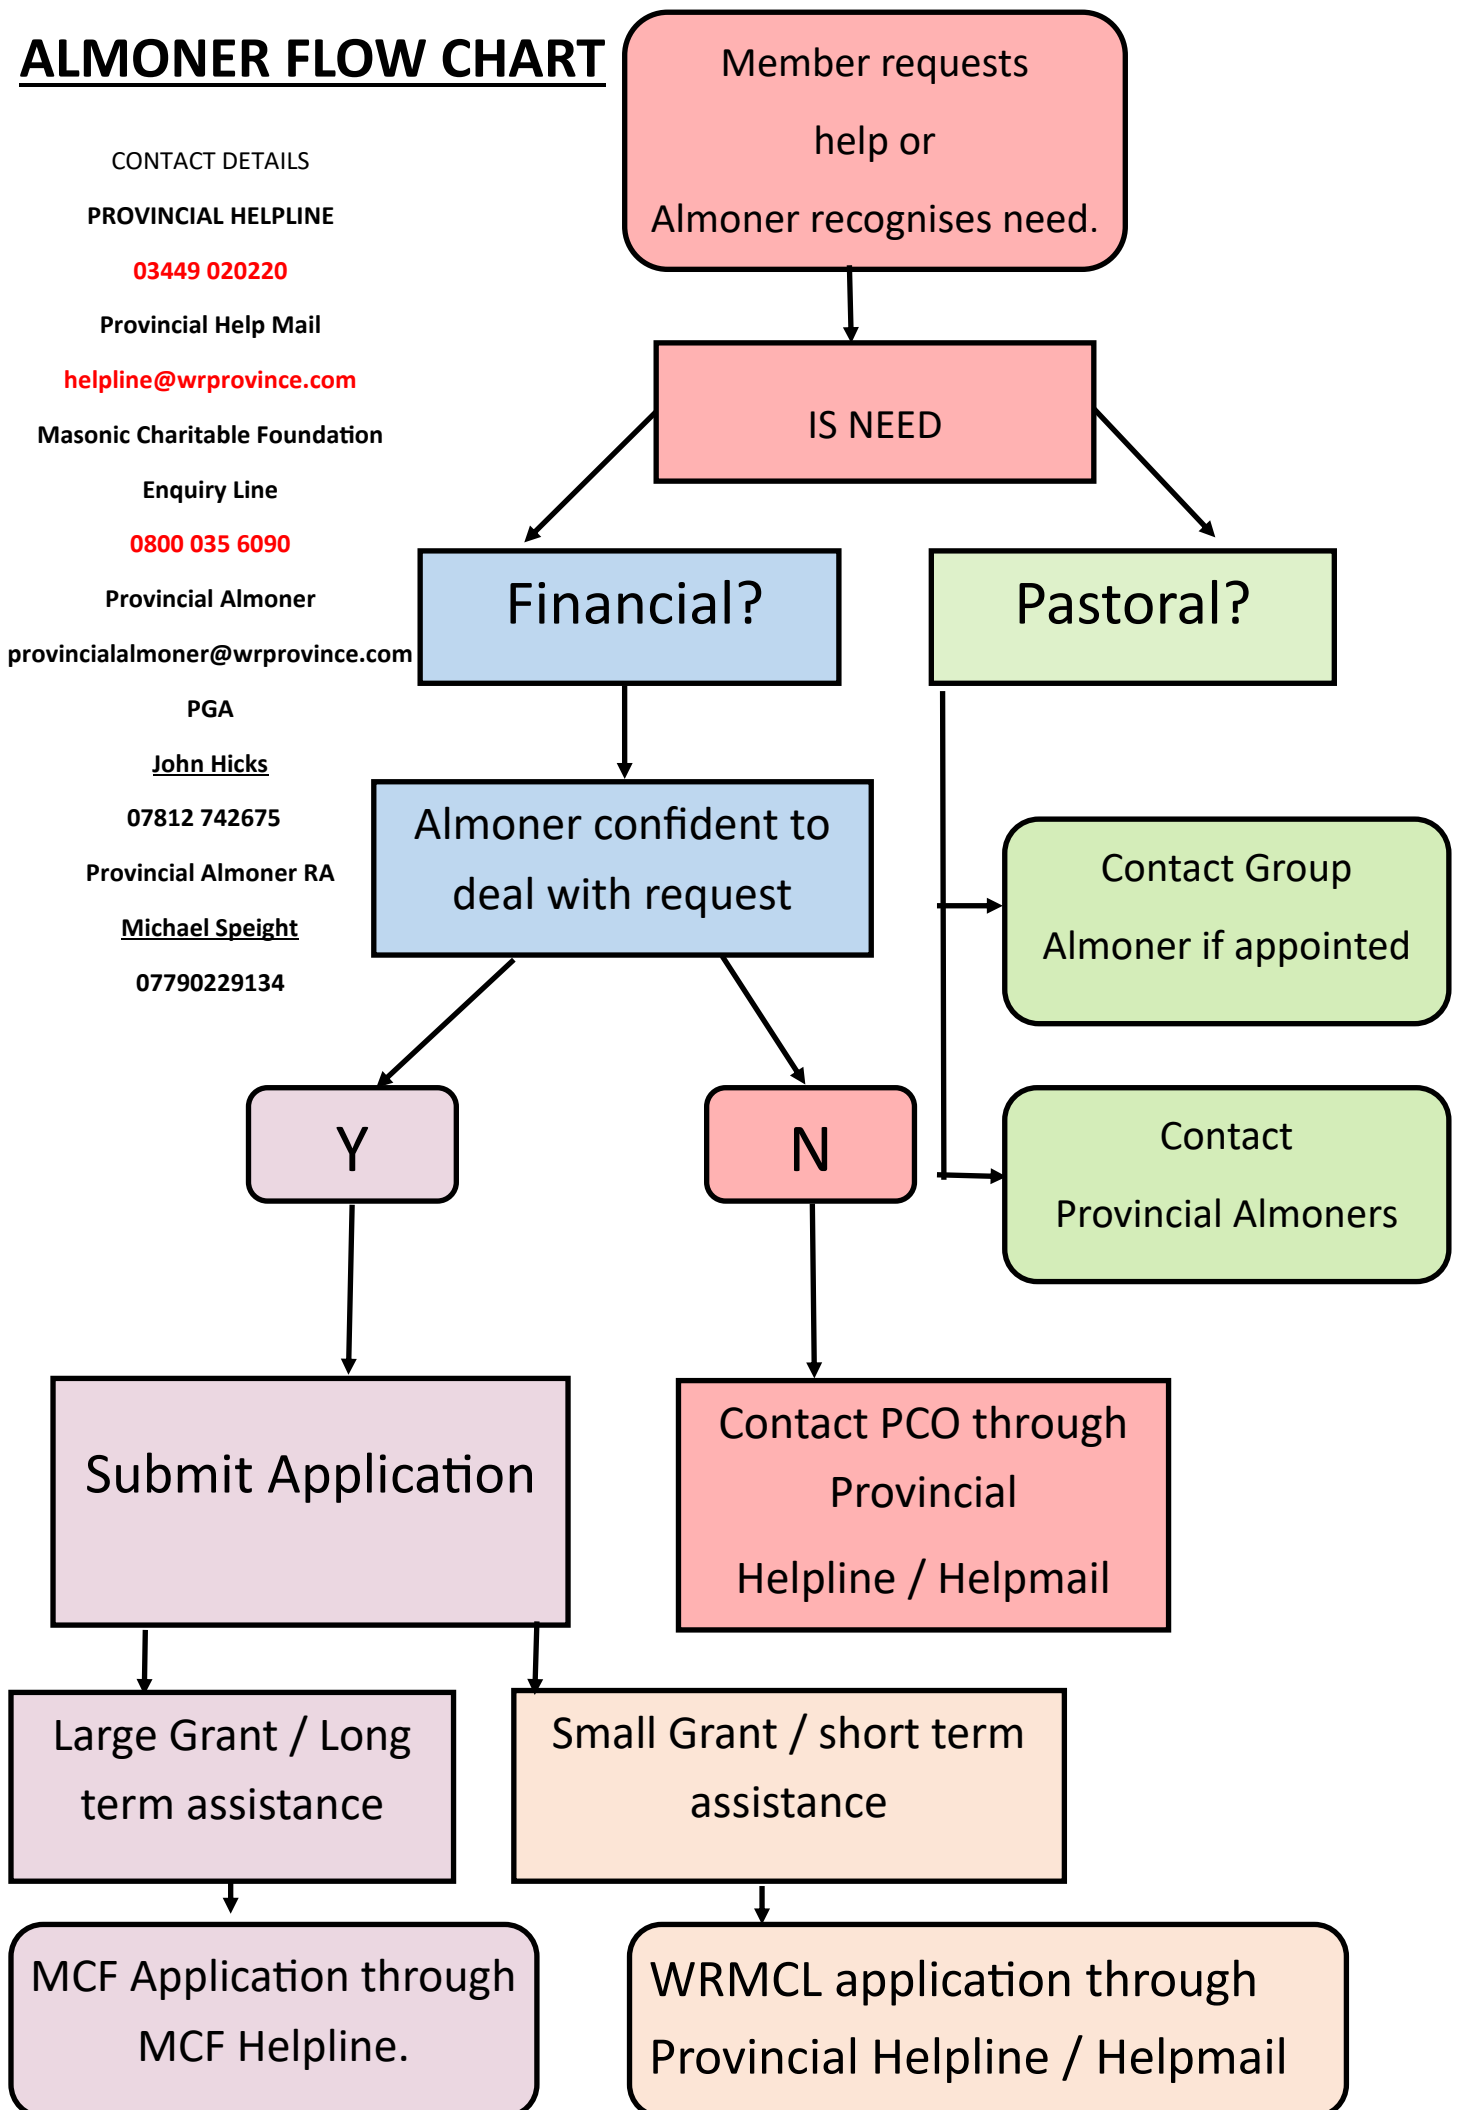 ALMONER FLOW CHART
CONTACT DETAILS
PROVINCIAL HELPLINE
03449 020220
Provincial Help Mail
helpline@wrprovince.com
Masonic Charitable Foundation
Enquiry Line
0800 035 6090
Provincial Almoner
provincialalmoner@wrprovince.com
PGA
John Hicks
07812 742675
Provincial Almoner RA
Michael Speight
07790229134
Member requests
help or
Almoner recognises need.
IS NEED
Financial?
Pastoral?
Almoner confident to
deal with request
Contact Group
Almoner if appointed
Contact
Provincial Almoners
Y
N
Submit Application
Contact PCO through
Provincial
Helpline / Helpmail
Large Grant / Long
term assistance
Small Grant / short term
assistance
MCF Application through
MCF Helpline.
WRMCL application through
Provincial Helpline / Helpmail